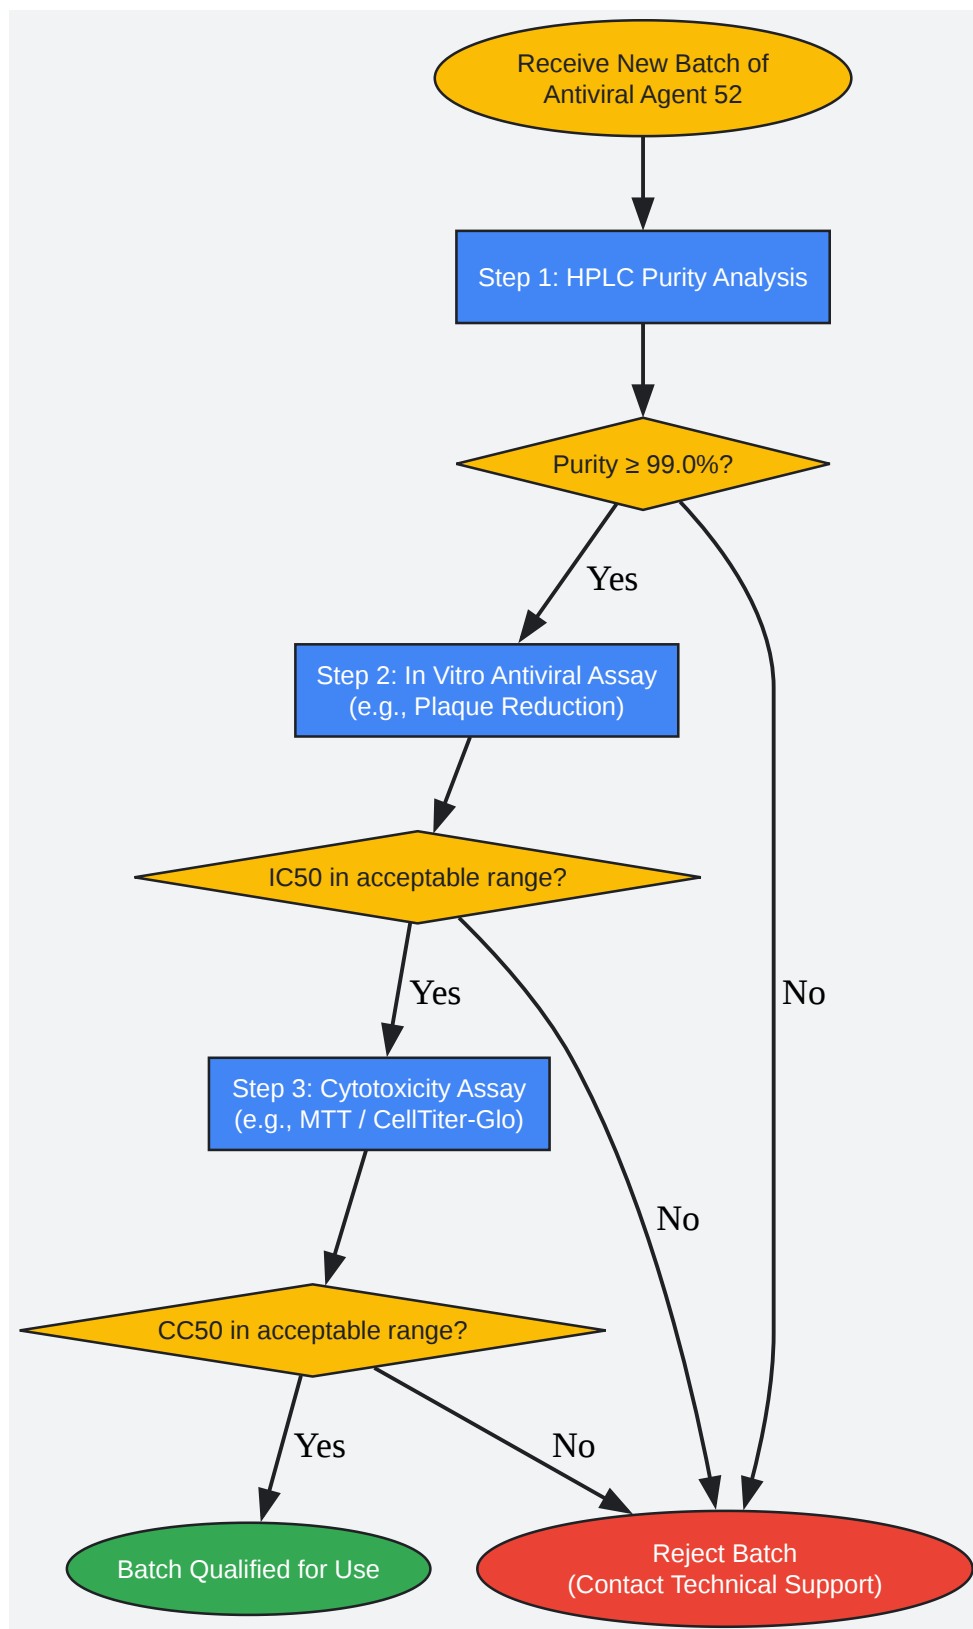 Receive New Batch of
Antiviral Agent 52
Step 1: HPLC Purity Analysis
Purity ≥ 99.0%?
Yes
Step 2: In Vitro Antiviral Assay
(e.g., Plaque Reduction)
IC50 in acceptable range?
Yes
No
Step 3: Cytotoxicity Assay
(e.g., MTT / CellTiter-Glo)
No
CC50 in acceptable range?
Yes
No
Batch Qualified for Use
Reject Batch
(Contact Technical Support)